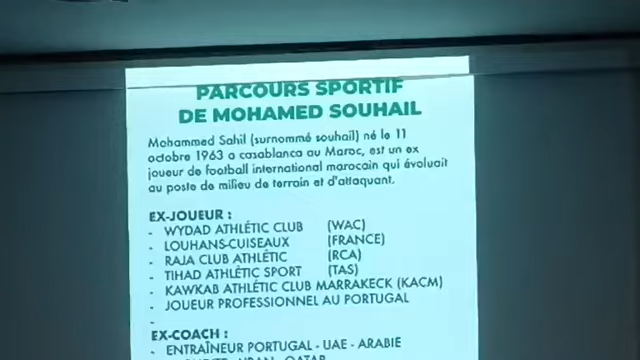 PARCOURS SPORTIF
DE MOHAMED SOUHAIL
Mohammed Sahil (surnommé souhail) né le 11
octobre 1963 a casablanca au Maroc, est un ex
joueur de football international marocain qui évoluait
au poste de milieu de terrain et d'attaquant.
EX-JOUEUR :
- WYDAD ATHLÉTIC CLUB (WAC)
- LOUHANS-CUISEAUX (FRANCE)
- RAJA CLUB ATHLÉTIC (RCA)
- TIHAD ATHLÉTIC SPORT (TAS)
- KAWKAB ATHLÉTIC CLUB MARRAKECK (KACM)
- JOUEUR PROFESSIONNEL AU PORTUGAL
-
EX-COACH :
- ENTRAÎNEUR PORTUGAL - UAE - ARABIE
QATAR